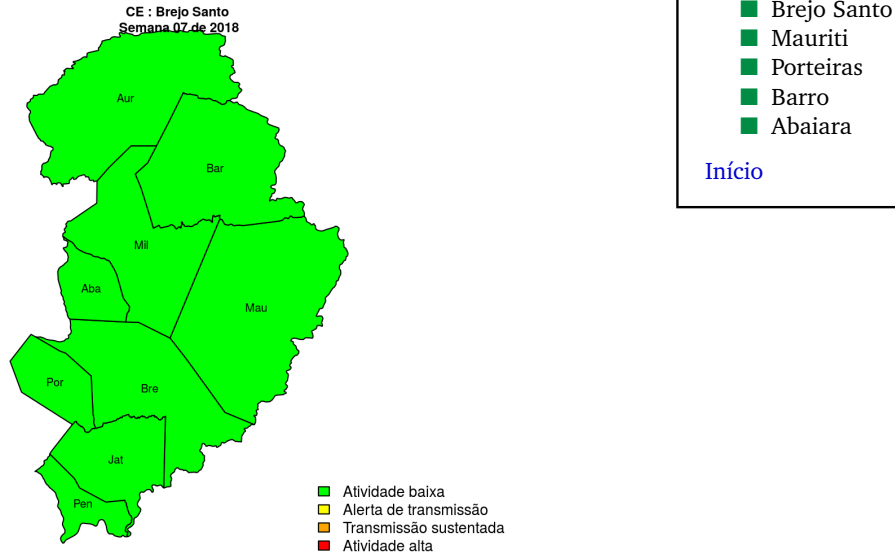 CE : Brejo Santo
Semana 07 de 2018
Aur
Bar
Mil
Aba
Mau
Por
Bre
Jat
Pen
Atividade baixa
Alerta de transmissão
Transmissão sustentada
Atividade alta
Brejo Santo
Mauriti
Porteiras
Barro
Abaiara
Início